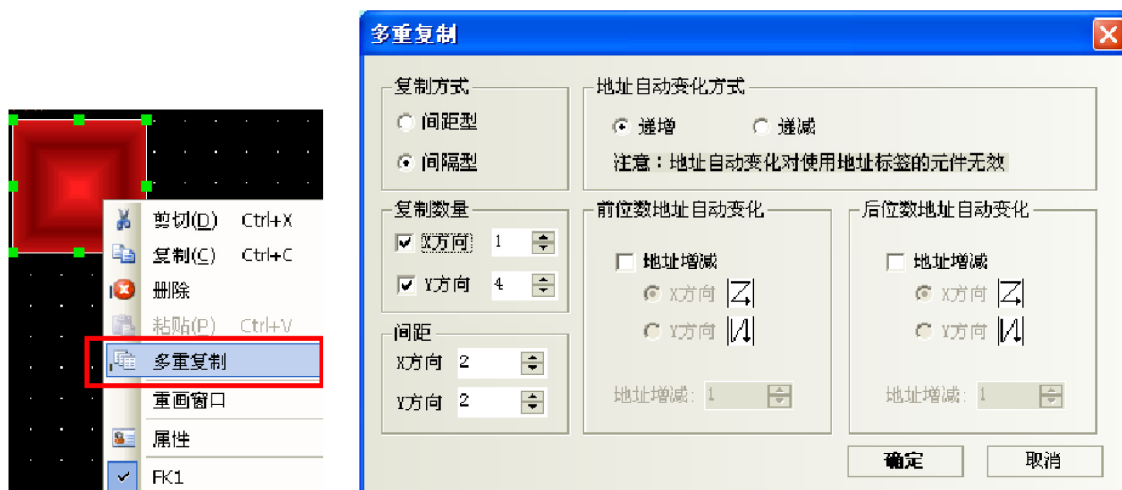 剪切(D) Ctrl+X
复制(C) Ctrl+C
删除
粘贴(P) Ctrl+V
多重复制
重画窗口
属性
FK1
多重复制
复制方式
间距型
间隔型
地址自动变化方式
递增 递减
注意：地址自动变化对使用地址标签的元件无效
复制数量
X方向 1
Y方向 4
间距
X方向 2
Y方向 2
前位数地址自动变化
地址增减
X方向
Y方向
地址增减: 1
后位数地址自动变化
地址增减
X方向
Y方向
地址增减: 1
确定 取消